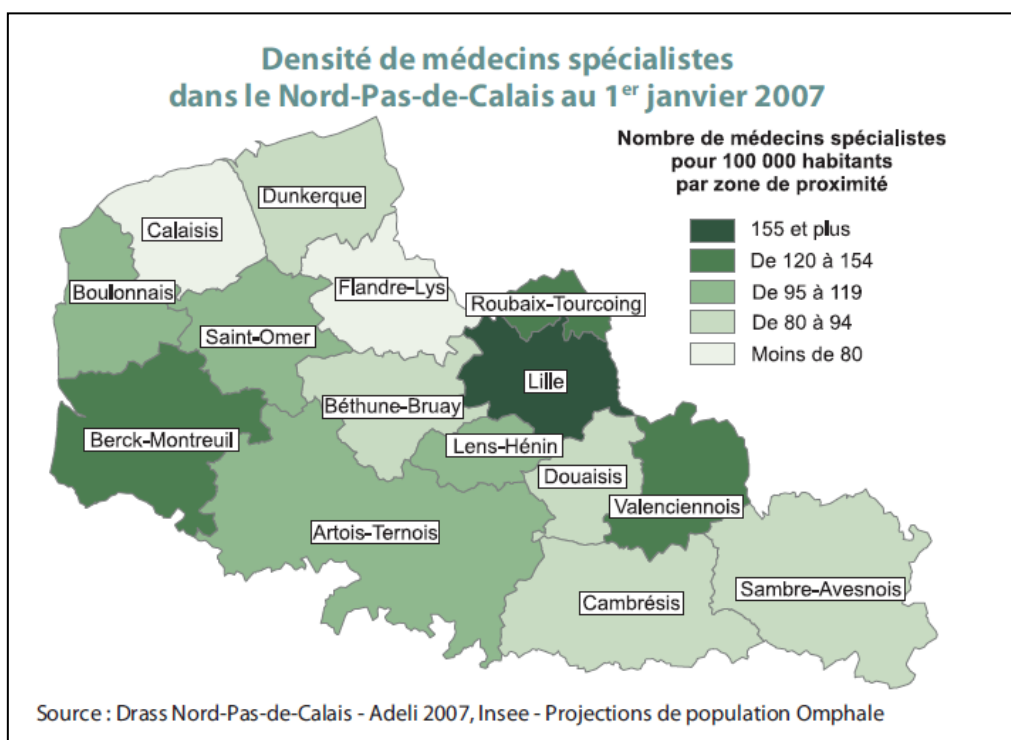 Densité de médecins spécialistes
dans le Nord-Pas-de-Calais au 1er janvier 2007
Nombre de médecins spécialistes
pour 100 000 habitants
par zone de proximité
155 et plus
De 120 à 154
De 95 à 119
De 80 à 94
Moins de 80
Dunkerque
Calaisis
Boulonnais
Flandre-Lys
Roubaix-Tourcoing
Saint-Omer
Lille
Béthune-Bruay
Berck-Montreuil
Lens-Hénin
Douaisis
Valenciennois
Artois-Ternois
Cambrésis
Sambre-Avesnois
Source : Drass Nord-Pas-de-Calais - Adeli 2007, Insee - Projections de population Omphale